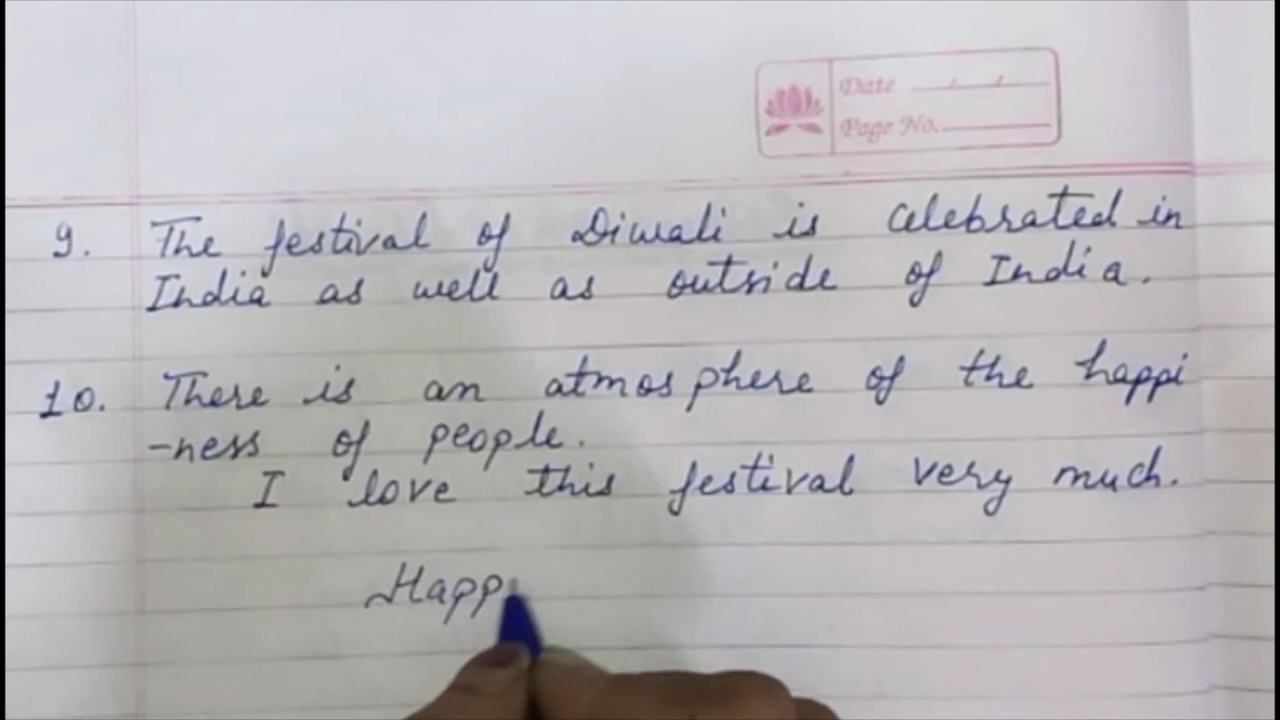 Date
Page No.
9. The festival of Diwali is celebrated in
India as well as outside of India.
10. There is an atmosphere of the happi
-ness of people.
I love this festival very much.
Happ